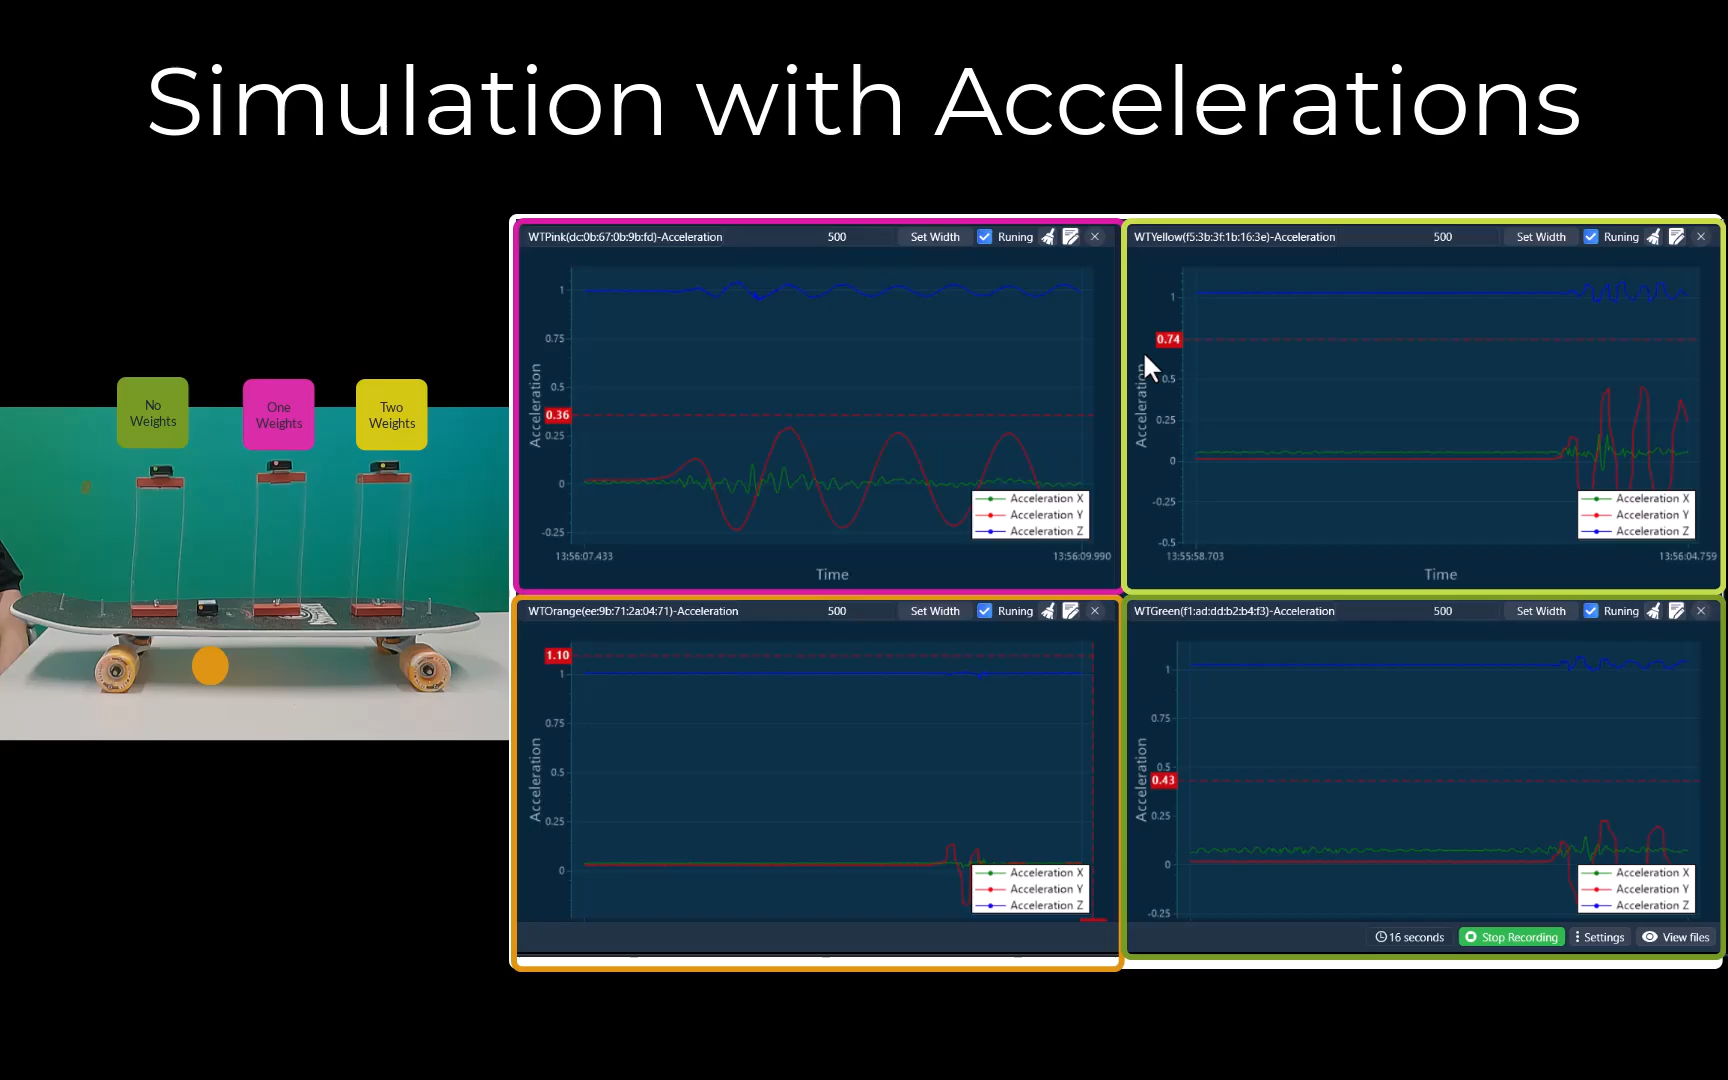 Simulation with Accelerations
No
Weights
One
Weights
Two
Weights
WTPink(dc:0b:67:0b:9b:fd)-Acceleration 500 Set Width Runing
1
0.75
0.5
0.36
0.25
0
-0.25
Acceleration
Acceleration X
Acceleration Y
Acceleration Z
13:56:07.433 13:56:09.990
Time
WTYellow(f5:3b:3f:1b:16:3e)-Acceleration 500 Set Width Runing
1
0.74
0.5
0.25
0
-0.25
-0.5
Acceleration
Acceleration X
Acceleration Y
Acceleration Z
13:55:58.703 13:56:04.759
Time
WTOrange(ee:9b:71:2a:04:71)-Acceleration 500 Set Width Runing
1.10
1
0.75
0.5
0.25
0
Acceleration
Acceleration X
Acceleration Y
Acceleration Z
WTGreen(f1:ad:dd:b2:b4:f3)-Acceleration 500 Set Width Runing
1
0.75
0.5
0.43
0.25
0
-0.25
Acceleration
Acceleration X
Acceleration Y
Acceleration Z
16 seconds Stop Recording Settings View files